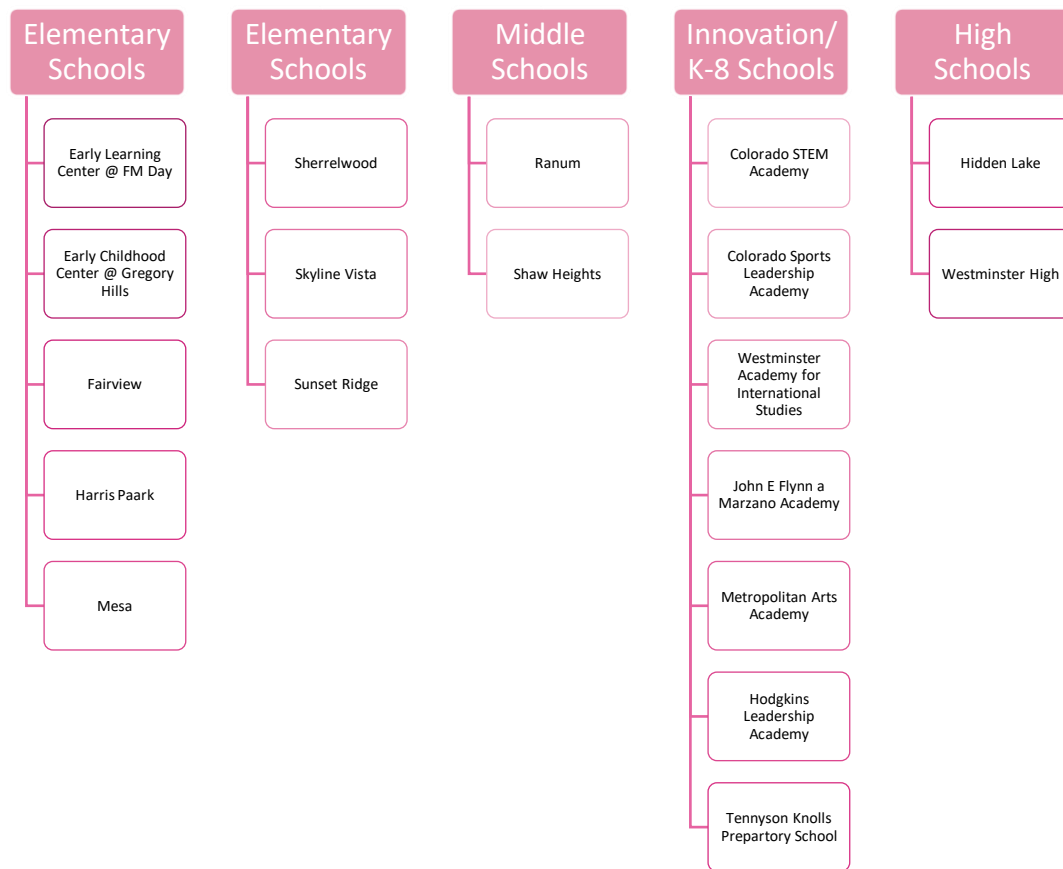 Elementary
Schools
Early Learning
Center @ FM Day
Early Childhood
Center @ Gregory
Hills
Fairview
Harris Paark
Mesa
Elementary
Schools
Sherrelwood
Skyline Vista
Sunset Ridge
Middle
Schools
Ranum
Shaw Heights
Innovation/
K-8 Schools
Colorado STEM
Academy
Colorado Sports
Leadership
Academy
Westminster
Academy for
International
Studies
John E Flynn a
Marzano Academy
Metropolitan Arts
Academy
Hodgkins
Leadership
Academy
Tennyson Knolls
Prepartory School
High
Schools
Hidden Lake
Westminster High